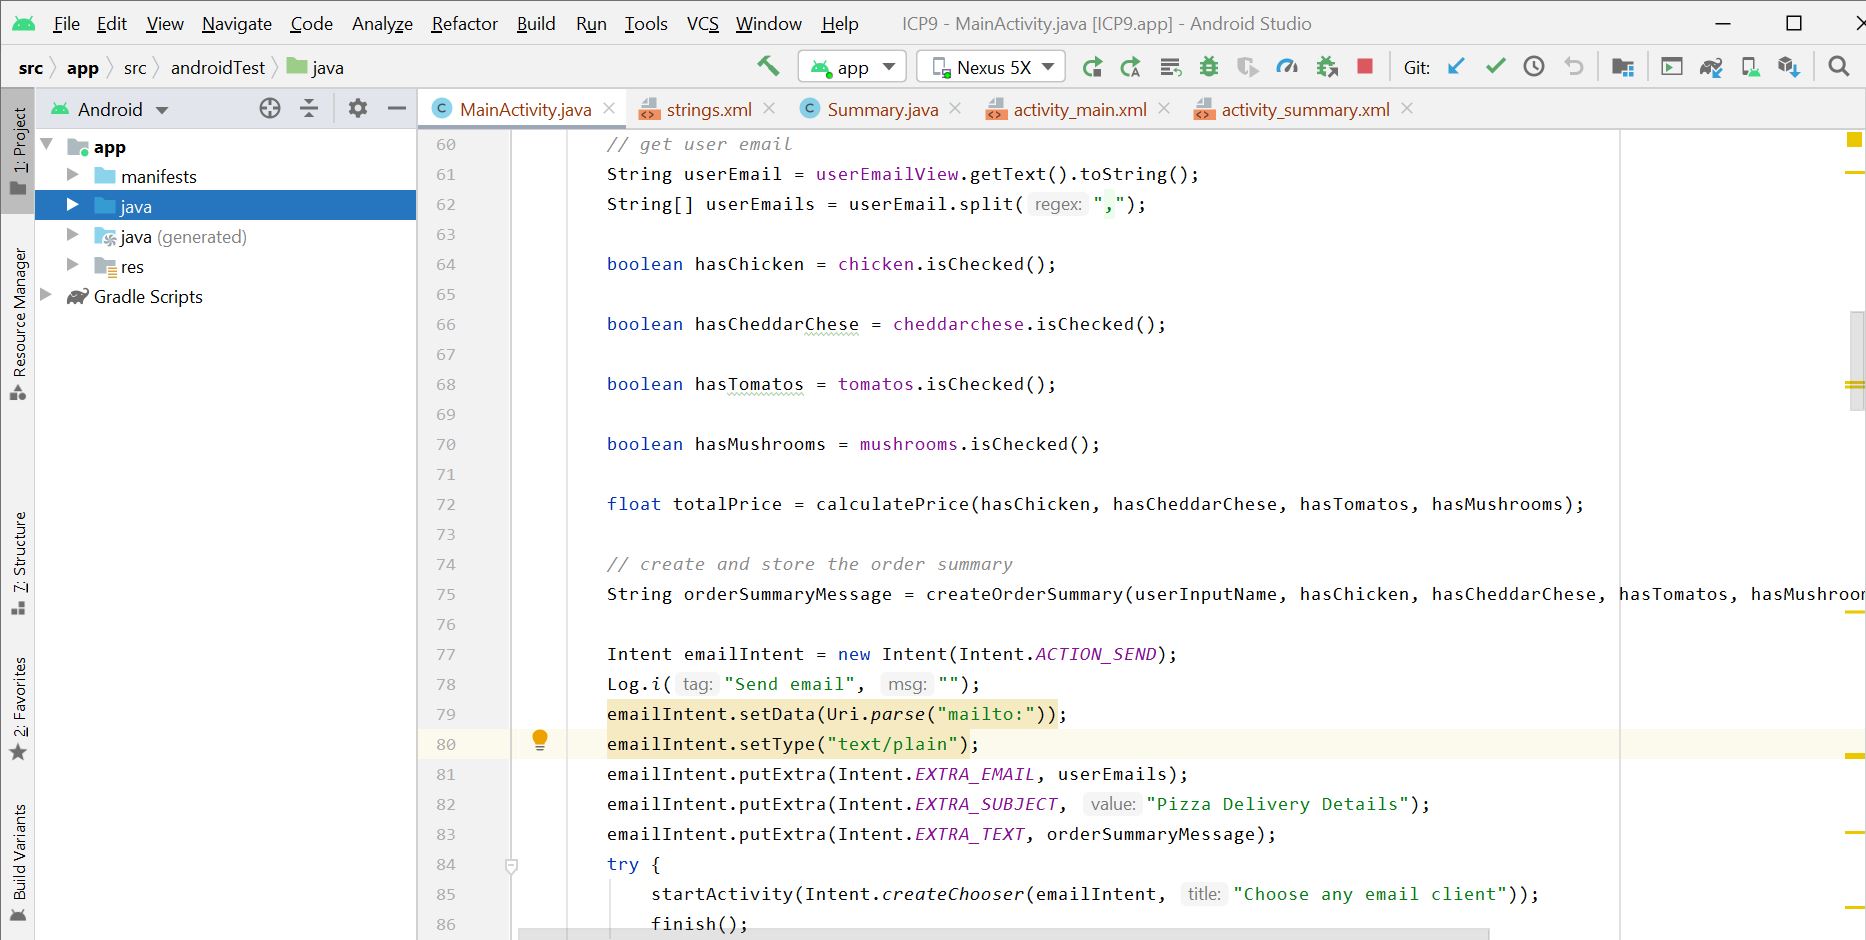 File Edit View Navigate Code Analyze Refactor Build Run Tools VCS Window Help ICP9 - MainActivity.java [ICP9.app] - Android Studio
src app src androidTest java app Nexus 5X Git:
Android MainActivity.java strings.xml Summary.java activity_main.xml activity_summary.xml
1: Project
Resource Manager
7: Structure
2: Favorites
Build Variants
app
manifests
java
java (generated)
res
Gradle Scripts
60 // get user email
61 String userEmail = userEmailView.getText().toString();
62 String[] userEmails = userEmail.split( regex: ",");
63
64 boolean hasChicken = chicken.isChecked();
65
66 boolean hasCheddarChese = cheddarchese.isChecked();
67
68 boolean hasTomatos = tomatos.isChecked();
69
70 boolean hasMushrooms = mushrooms.isChecked();
71
72 float totalPrice = calculatePrice(hasChicken, hasCheddarChese, hasTomatos, hasMushrooms);
73
74 // create and store the order summary
75 String orderSummaryMessage = createOrderSummary(userInputName, hasChicken, hasCheddarChese, hasTomatos, hasMushroo
76
77 Intent emailIntent = new Intent(Intent.ACTION_SEND);
78 Log.i( tag: "Send email", msg: "");
79 emailIntent.setData(Uri.parse("mailto:"));
80 emailIntent.setType("text/plain");
81 emailIntent.putExtra(Intent.EXTRA_EMAIL, userEmails);
82 emailIntent.putExtra(Intent.EXTRA_SUBJECT, value: "Pizza Delivery Details");
83 emailIntent.putExtra(Intent.EXTRA_TEXT, orderSummaryMessage);
84 try {
85 startActivity(Intent.createChooser(emailIntent, title: "Choose any email client"));
86 finish();